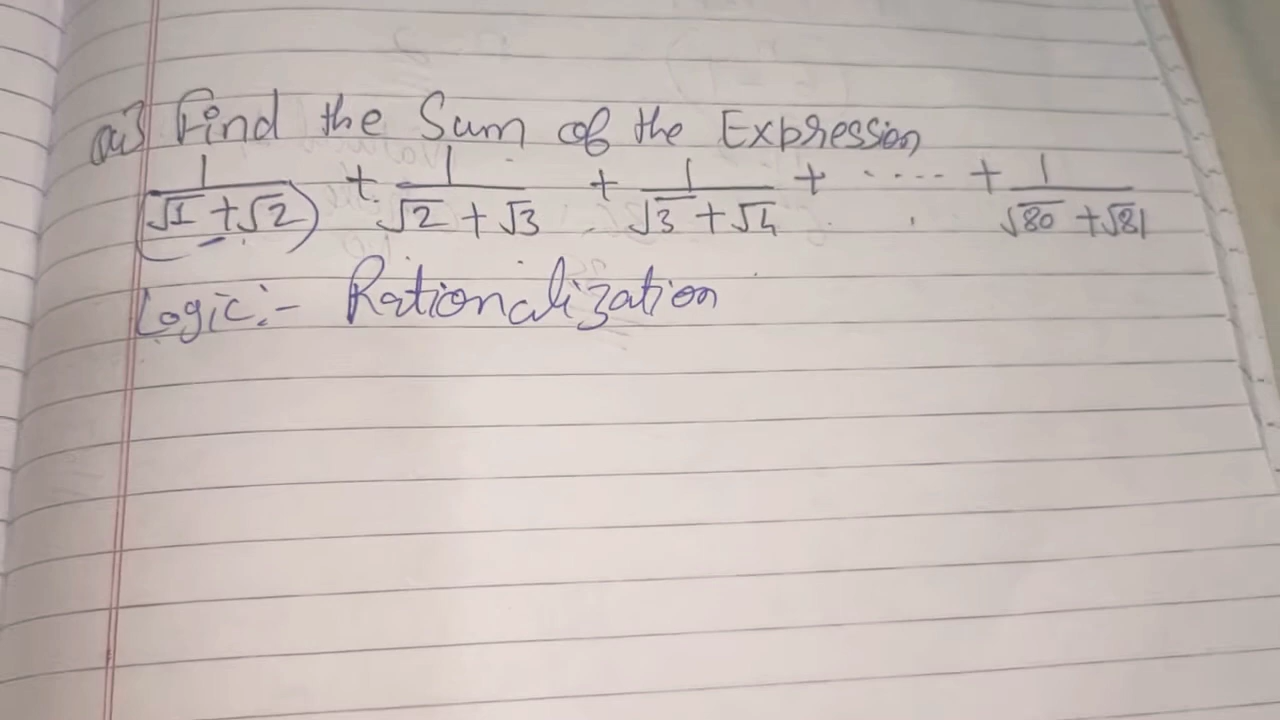 Q1] Find the Sum of the Expression
1/(√1 + √2) + 1/(√2 + √3) + 1/(√3 + √4) + ..... + 1/(√80 + √81)
Logic:- Rationalization